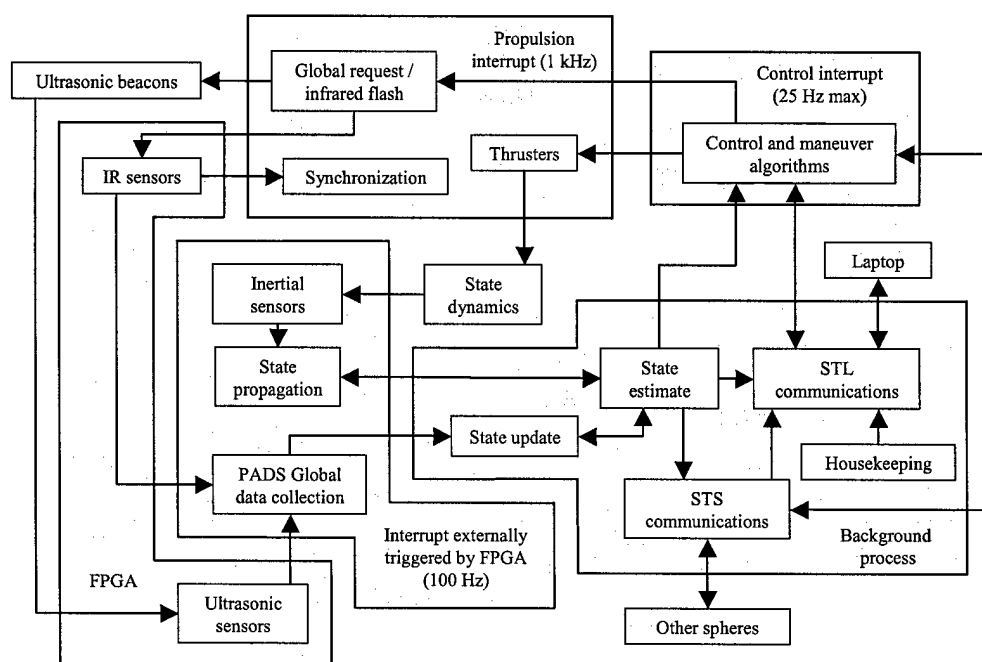 Propulsion
interrupt (1 kHz)
Global request /
infrared flash
Ultrasonic beacons
Control interrupt
(25 Hz max)
Control and maneuver
algorithms
Thrusters
IR sensors
Synchronization
Laptop
Inertial
sensors
State
dynamics
State
propagation
State
estimate
STL
communications
State update
Housekeeping
PADS Global
data collection
STS
communications
Interrupt externally
triggered by FPGA
(100 Hz)
Background
process
FPGA
Ultrasonic
sensors
Other spheres